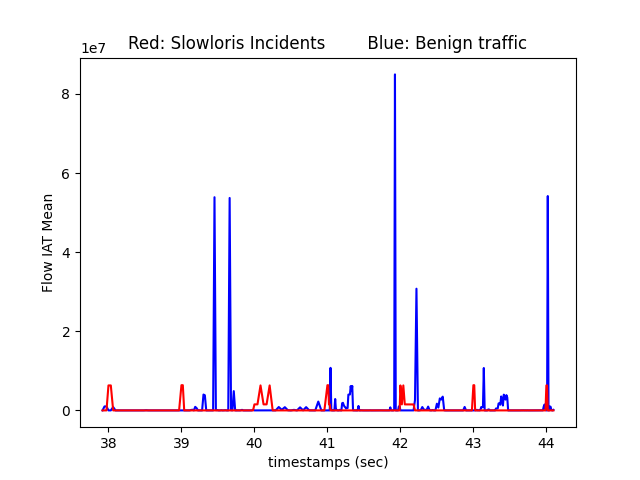 Red: Slowloris Incidents Blue: Benign traffic
1e7
8
6
4
2
0
Flow IAT Mean
38 39 40 41 42 43 44
timestamps (sec)